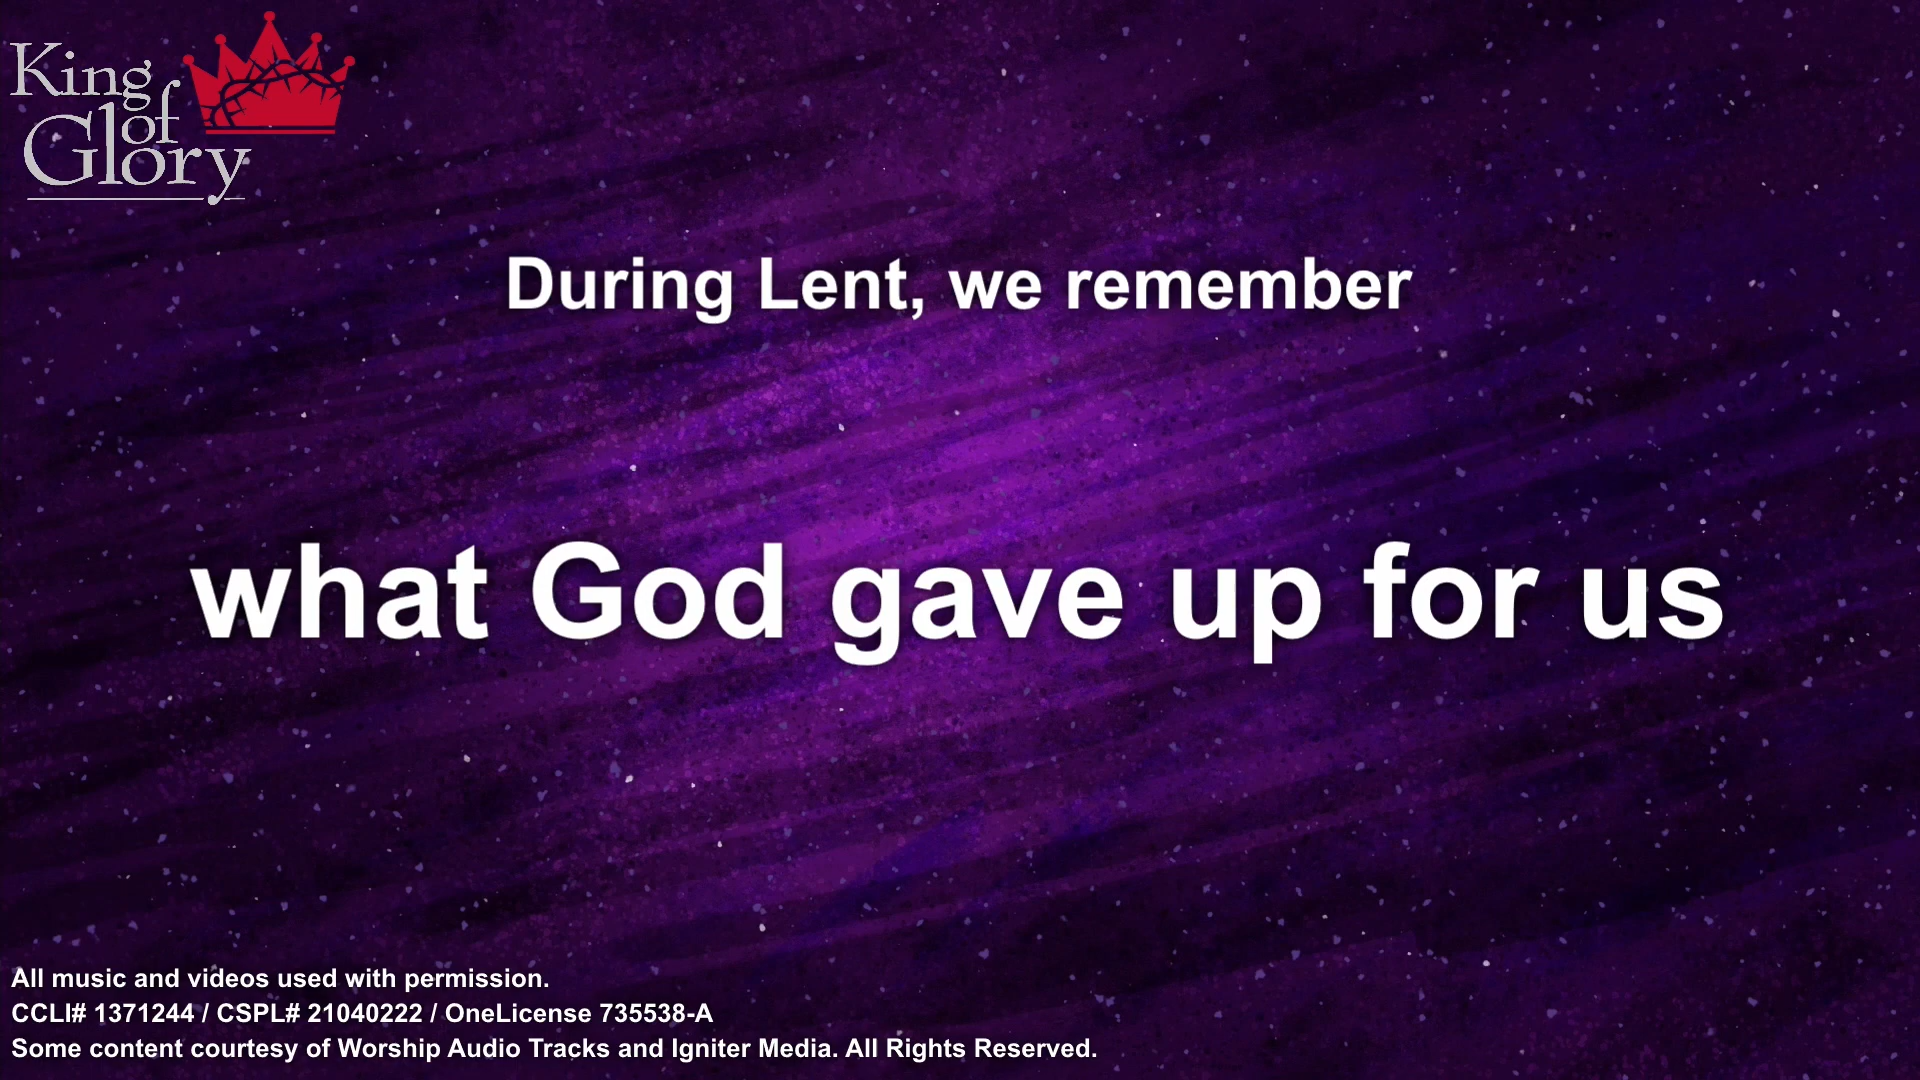 King
of
Glory
During Lent, we remember
what God gave up for us
All music and videos used with permission.
CCLI# 1371244 / CSPL# 21040222 / OneLicense 735538-A
Some content courtesy of Worship Audio Tracks and Igniter Media. All Rights Reserved.